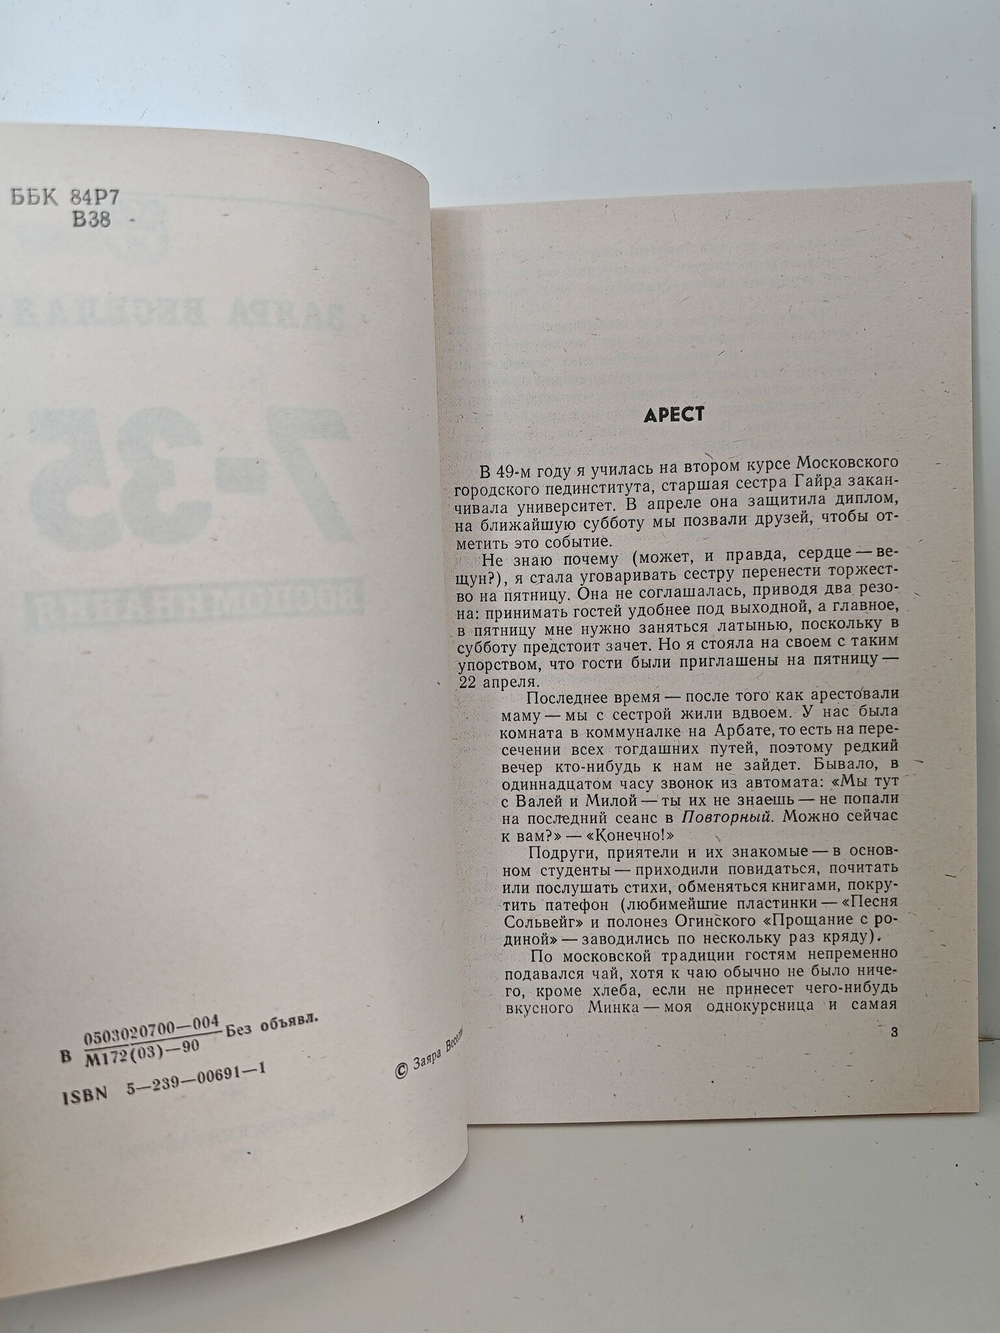 ББК 84Р7
В38
ЗАЯРА ВЕСЕЛАЯ
7-35
ВОСПОМИНАНИЯ
В 0503020700—004 Без объявл.
М172(03)—90
ISBN 5—239—00691—1
© Заяра
АРЕСТ
В 49-м году я училась на втором курсе Московского
городского пединститута, старшая сестра Гайра закан-
чивала университет. В апреле она защитила диплом,
на ближайшую субботу мы позвали друзей, чтобы от-
метить это событие.
Не знаю почему (может, и правда, сердце — ве-
щун?), я стала уговаривать сестру перенести торжест-
во на пятницу. Она не соглашалась, приводя два резо-
на: принимать гостей удобнее под выходной, а главное,
в пятницу мне нужно заняться латынью, поскольку в
субботу предстоит зачет. Но я стояла на своем с таким
упорством, что гости были приглашены на пятницу —
22 апреля.
Последнее время — после того как арестовали
маму — мы с сестрой жили вдвоем. У нас была
комната в коммуналке на Арбате, то есть на пере-
сечении всех тогдашних путей, поэтому редкий
вечер кто-нибудь к нам не зайдет. Бывало, в
одиннадцатом часу звонок из автомата: «Мы тут
с Валей и Милой — ты их не знаешь — не попали
на последний сеанс в Повторный. Можно сейчас
к вам?» — «Конечно!»
Подруги, приятели и их знакомые — в основ-
ном студенты — приходили повидаться, почитать
или послушать стихи, обменяться книгами, покру-
тить патефон (любимейшие пластинки — «Песня
Сольвейг» и полонез Огинского «Прощание с ро-
диной» — заводились по нескольку раз кряду).
По московской традиции гостям непременно
подавался чай, хотя к чаю обычно не было ниче-
го, кроме хлеба, если не принесет чего-нибудь
вкусного Минка — моя однокурсница и самая
3